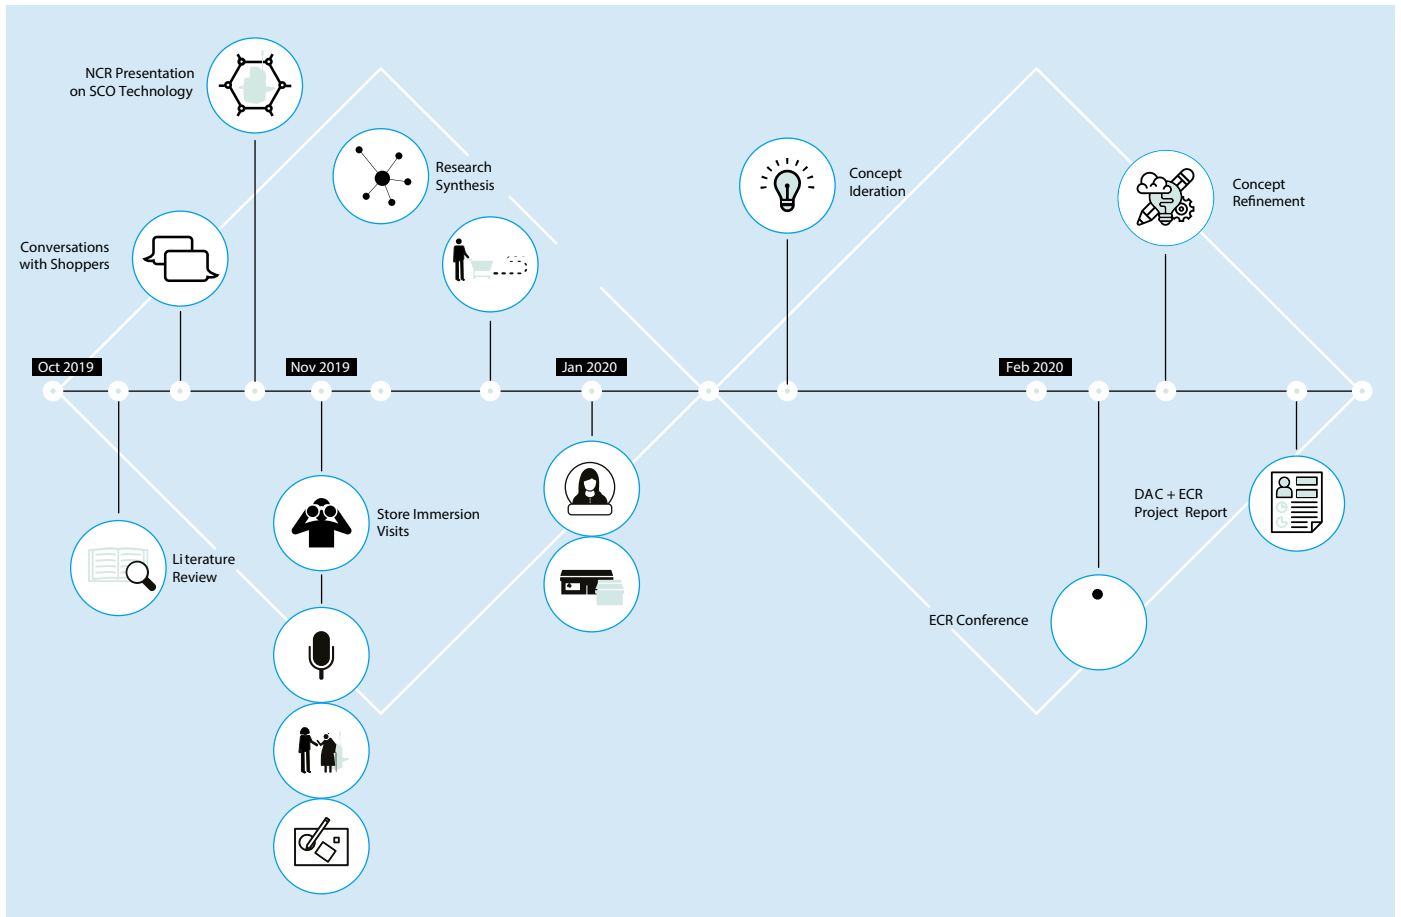 NCR Presentation
on SCO Technology
Research
Synthesis
Concept
Ideration
Concept
Refinement
Conversations
with Shoppers
Oct 2019
Nov 2019
Jan 2020
Feb 2020
Literature
Review
Store Immersion
Visits
DAC + ECR
Project Report
ECR Conference